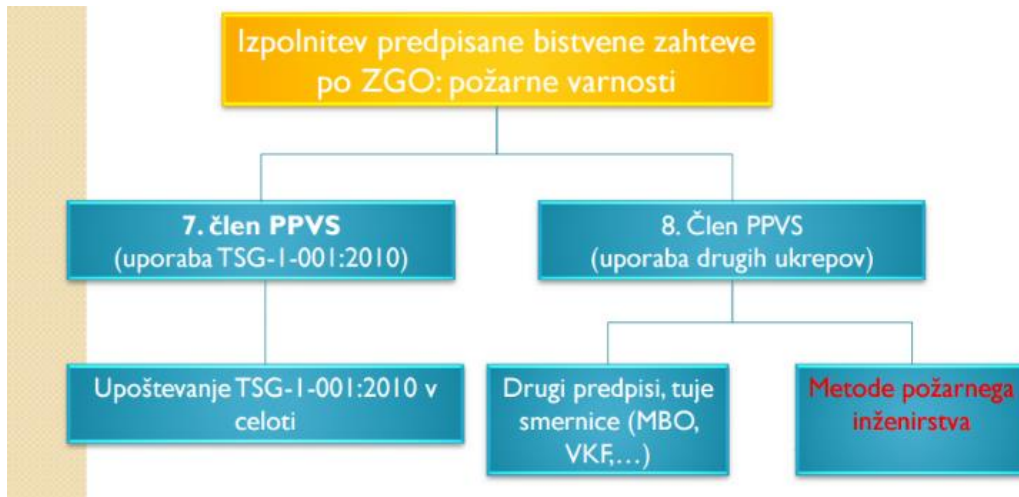 Izpolnitev predpisane bistvene zahteve
po ZGO: požarne varnosti
7. člen PPVS
(uporaba TSG-1-001:2010)
8. Člen PPVS
(uporaba drugih ukrepov)
Upoštevanje TSG-1-001:2010 v
celoti
Drugi predpisi, tuje
smernice (MBO,
VKF,…)
Metode požarnega
inženirstva